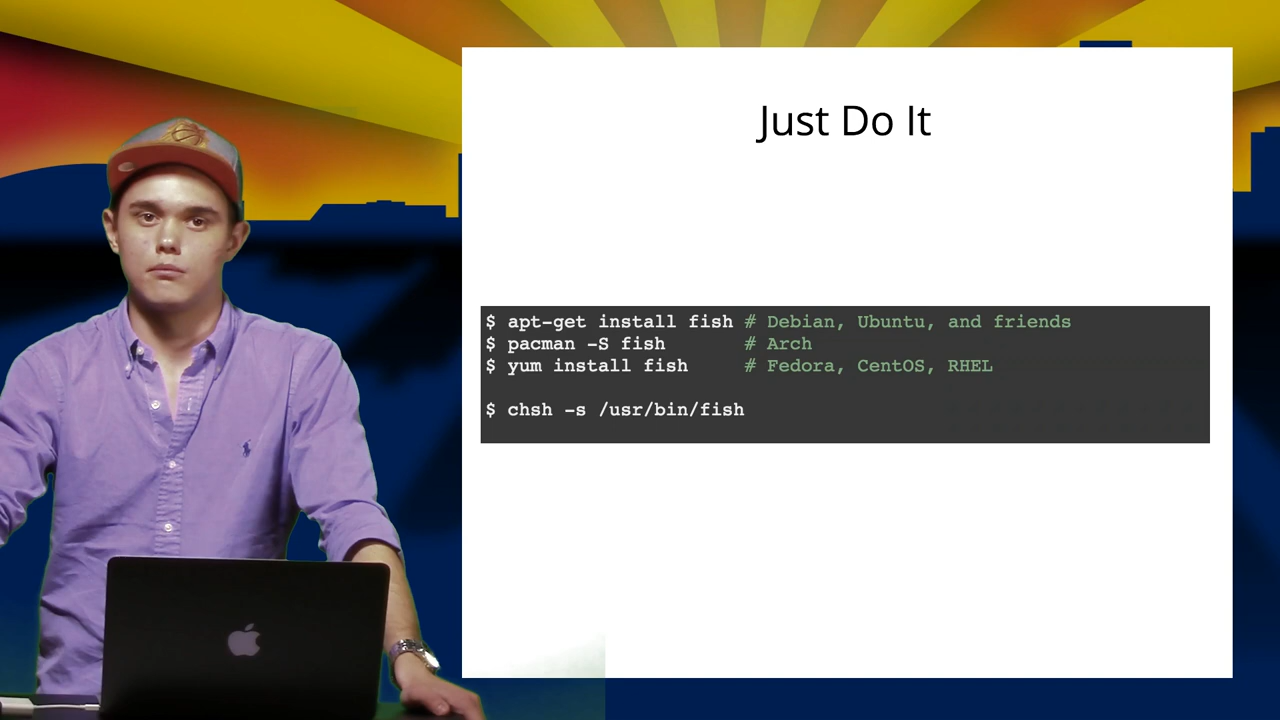 Just Do It
$ apt-get install fish # Debian, Ubuntu, and friends
$ pacman -S fish       # Arch
$ yum install fish     # Fedora, CentOS, RHEL
$ chsh -s /usr/bin/fish